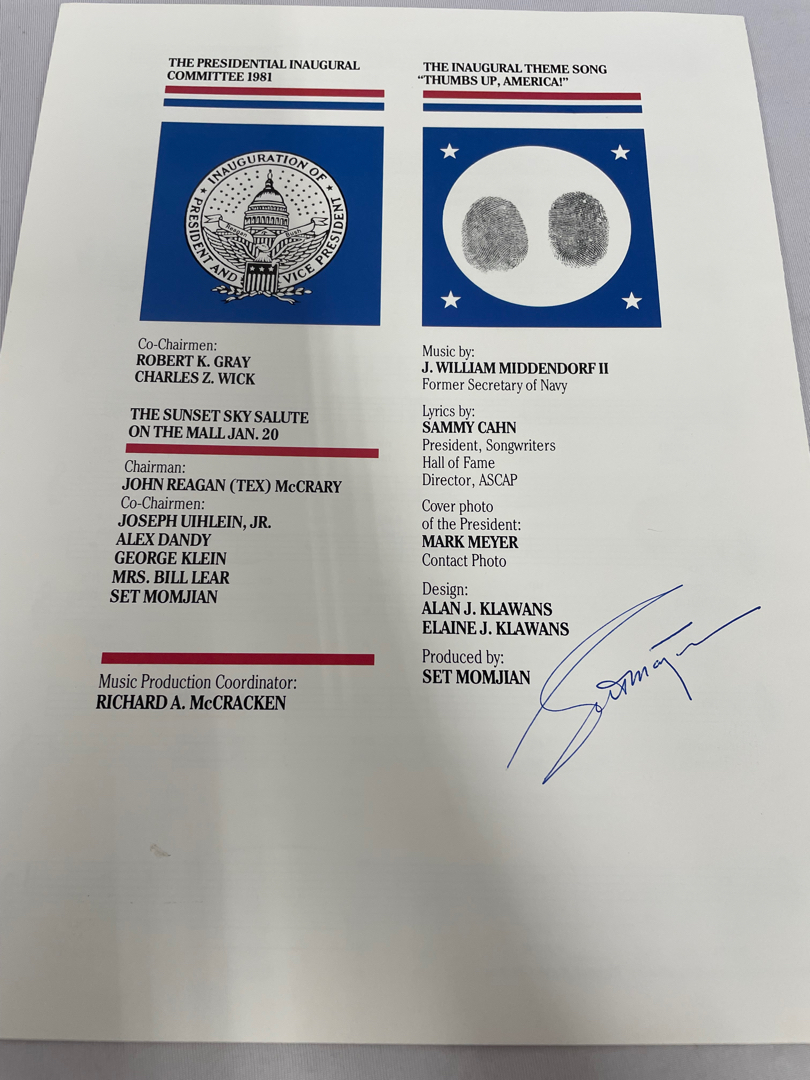 THE PRESIDENTIAL INAUGURAL
COMMITTEE 1981
INAUGURATION OF
PRESIDENT AND VICE PRESIDENT
Reagan Bush
Co-Chairmen:
ROBERT K. GRAY
CHARLES Z. WICK
THE SUNSET SKY SALUTE
ON THE MALL JAN. 20
Chairman:
JOHN REAGAN (TEX) McCRARY
Co-Chairmen:
JOSEPH UIHLEIN, JR.
ALEX DANDY
GEORGE KLEIN
MRS. BILL LEAR
SET MOMJIAN
Music Production Coordinator:
RICHARD A. McCRACKEN
THE INAUGURAL THEME SONG
“THUMBS UP, AMERICA!”
Music by:
J. WILLIAM MIDDENDORF II
Former Secretary of Navy
Lyrics by:
SAMMY CAHN
President, Songwriters
Hall of Fame
Director, ASCAP
Cover photo
of the President:
MARK MEYER
Contact Photo
Design:
ALAN J. KLAWANS
ELAINE J. KLAWANS
Produced by:
SET MOMJIAN
Set Momjian